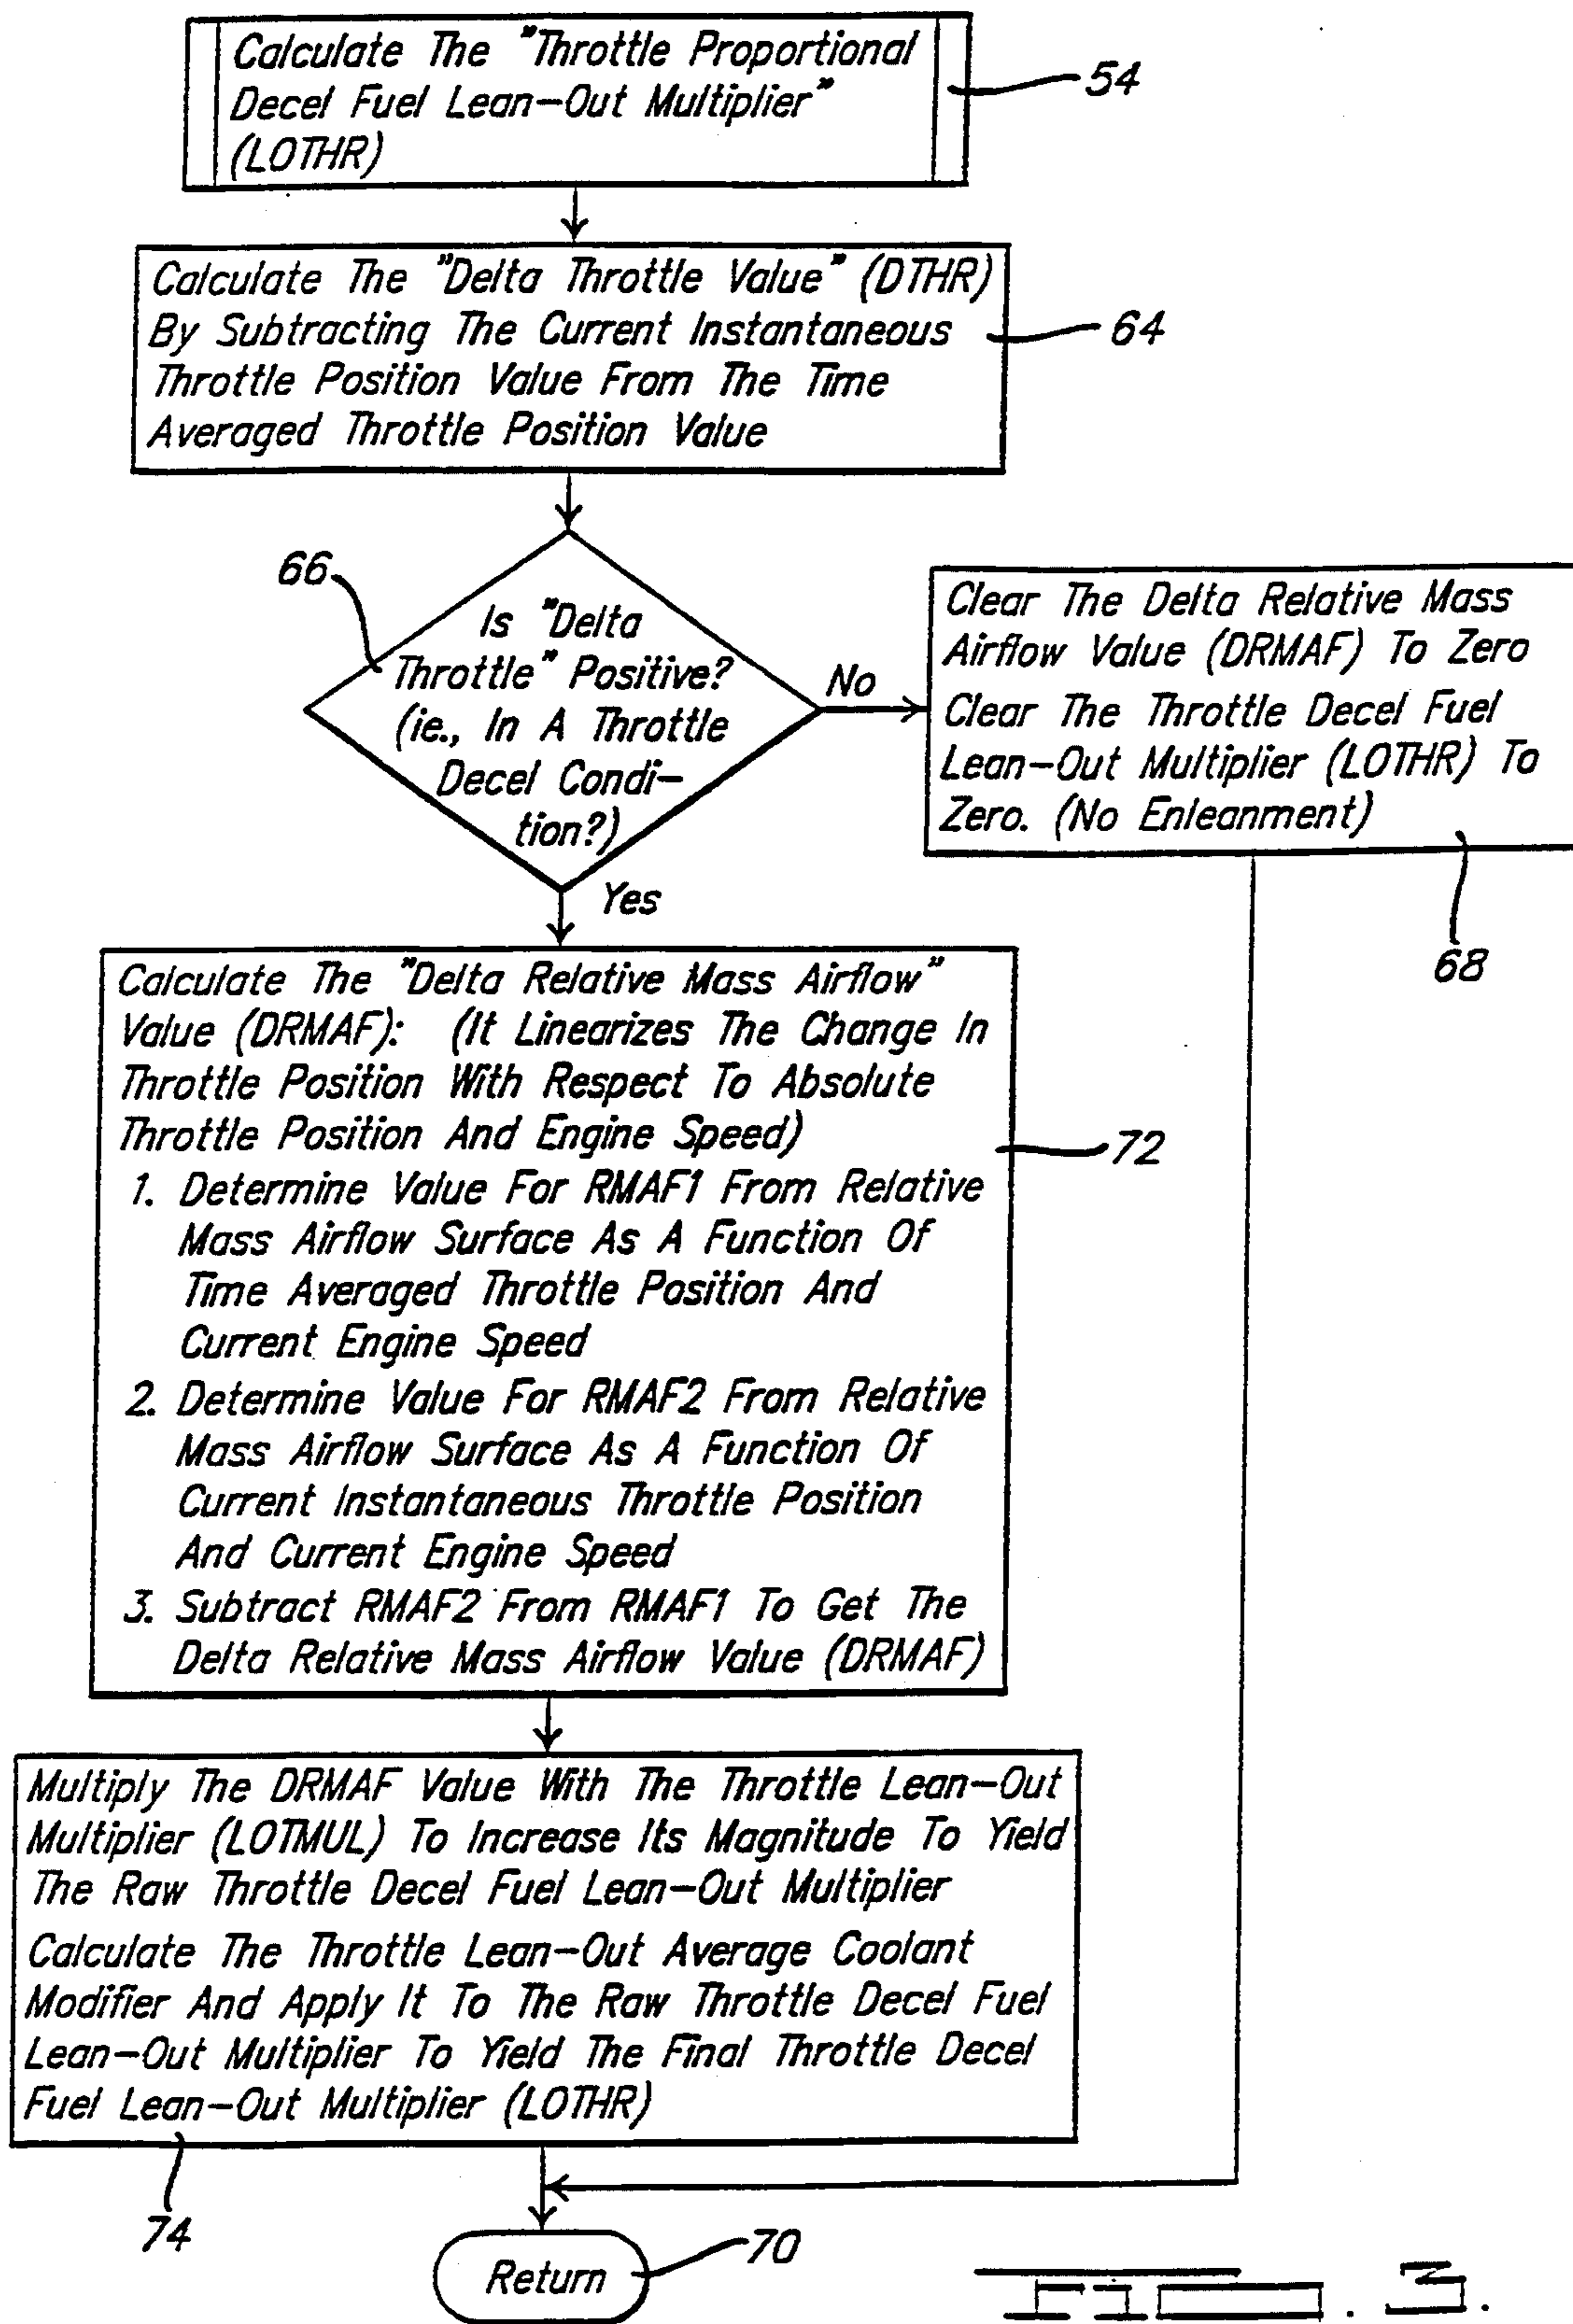 Calculate The "Throttle Proportional
Decel Fuel Lean-Out Multiplier"
(LOTHR)
54
Calculate The "Delta Throttle Value" (DTHR)
By Subtracting The Current Instantaneous
Throttle Position Value From The Time
Averaged Throttle Position Value
64
66
Is "Delta
Throttle" Positive?
(ie., In A Throttle
Decel Condi-
tion?)
No
Yes
Clear The Delta Relative Mass
Airflow Value (DRMAF) To Zero
Clear The Throttle Decel Fuel
Lean-Out Multiplier (LOTHR) To
Zero. (No Enleanment)
68
Calculate The "Delta Relative Mass Airflow"
Value (DRMAF): (It Linearizes The Change In
Throttle Position With Respect To Absolute
Throttle Position And Engine Speed)
1. Determine Value For RMAF1 From Relative
Mass Airflow Surface As A Function Of
Time Averaged Throttle Position And
Current Engine Speed
2. Determine Value For RMAF2 From Relative
Mass Airflow Surface As A Function Of
Current Instantaneous Throttle Position
And Current Engine Speed
3. Subtract RMAF2 From RMAF1 To Get The
Delta Relative Mass Airflow Value (DRMAF)
72
Multiply The DRMAF Value With The Throttle Lean-Out
Multiplier (LOTMUL) To Increase Its Magnitude To Yield
The Raw Throttle Decel Fuel Lean-Out Multiplier
Calculate The Throttle Lean-Out Average Coolant
Modifier And Apply It To The Raw Throttle Decel Fuel
Lean-Out Multiplier To Yield The Final Throttle Decel
Fuel Lean-Out Multiplier (LOTHR)
74
Return
70
FIG. 3.